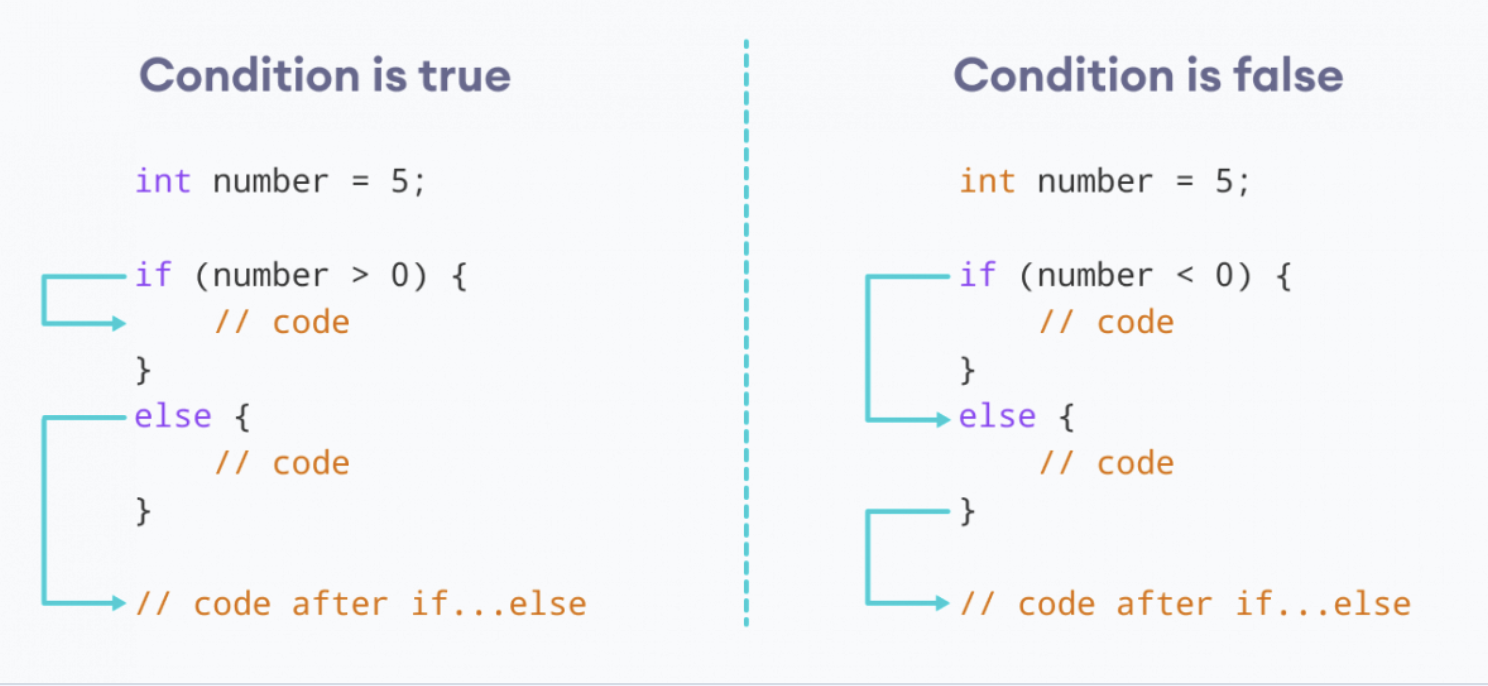 Condition is true
int number = 5;
if (number > 0) {
// code
}
else {
// code
}
// code after if...else
Condition is false
int number = 5;
if (number < 0) {
// code
}
else {
// code
}
// code after if...else